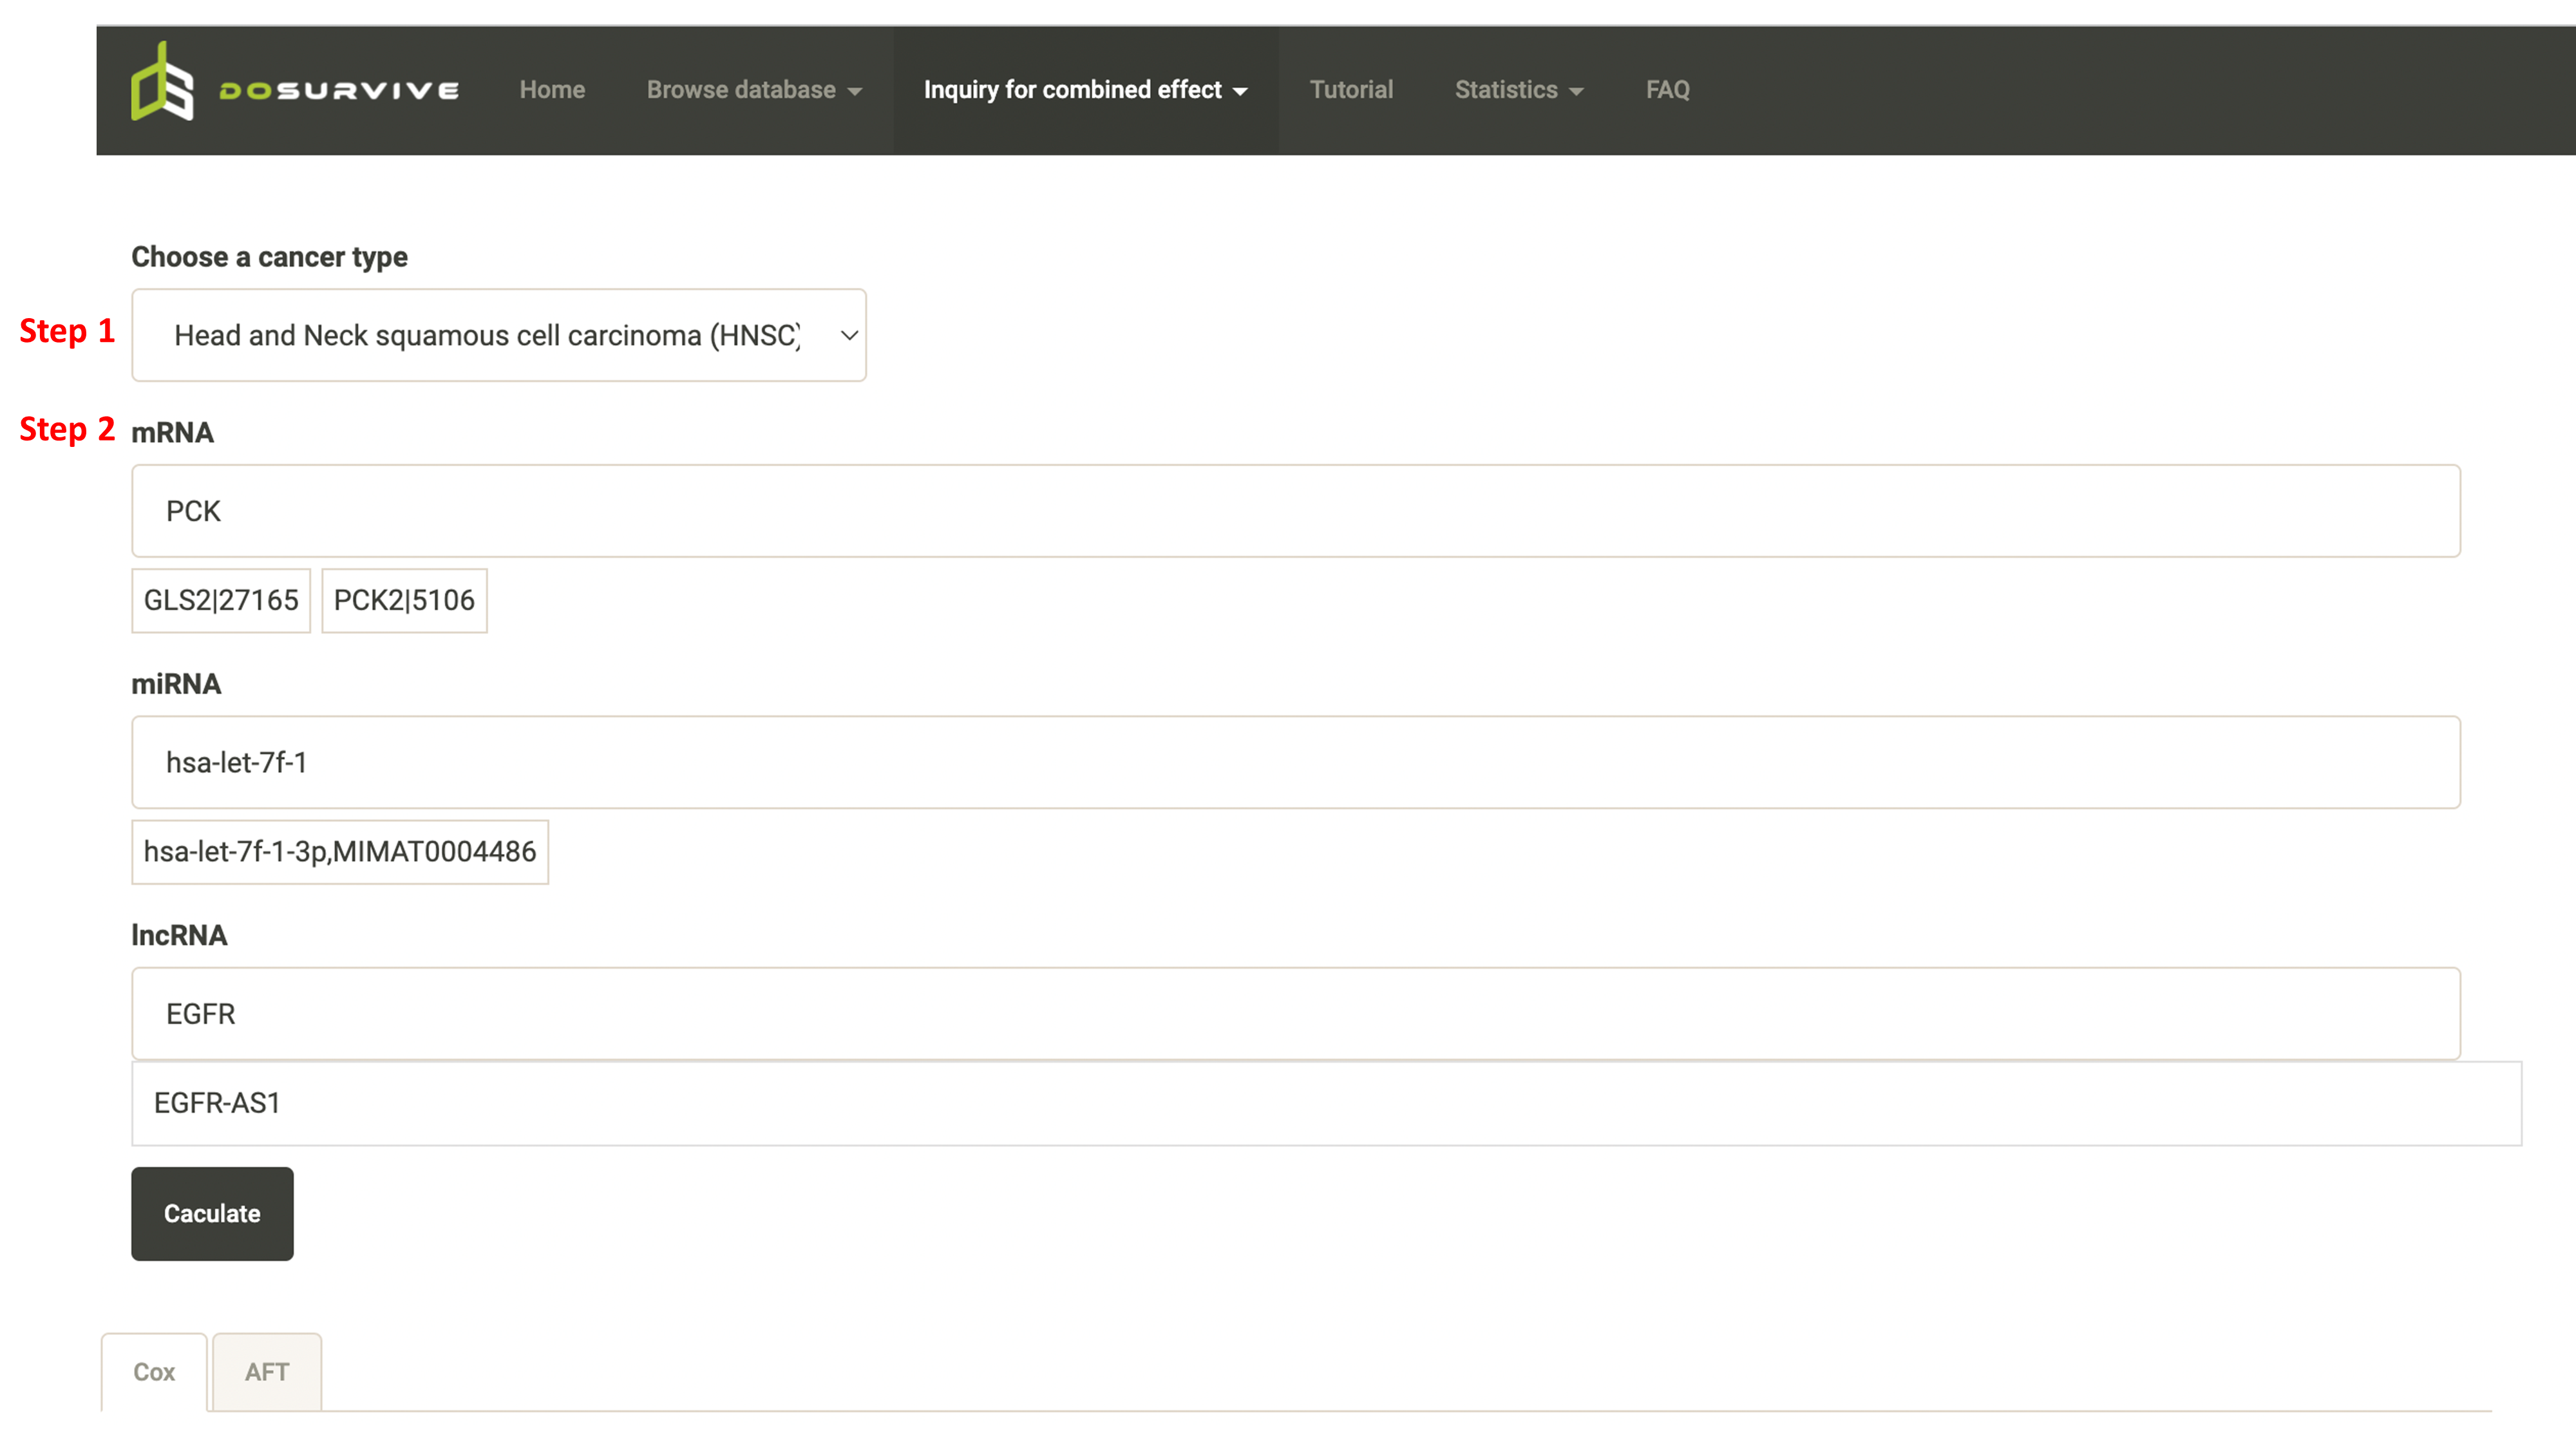 DOSURVIVE Home Browse database Inquiry for combined effect Tutorial Statistics FAQ
Choose a cancer type
Step 1 Head and Neck squamous cell carcinoma (HNSC)
Step 2 mRNA
PCK
GLS2|27165 PCK2|5106
miRNA
hsa-let-7f-1
hsa-let-7f-1-3p,MIMAT0004486
lncRNA
EGFR
EGFR-AS1
Caculate
Cox AFT